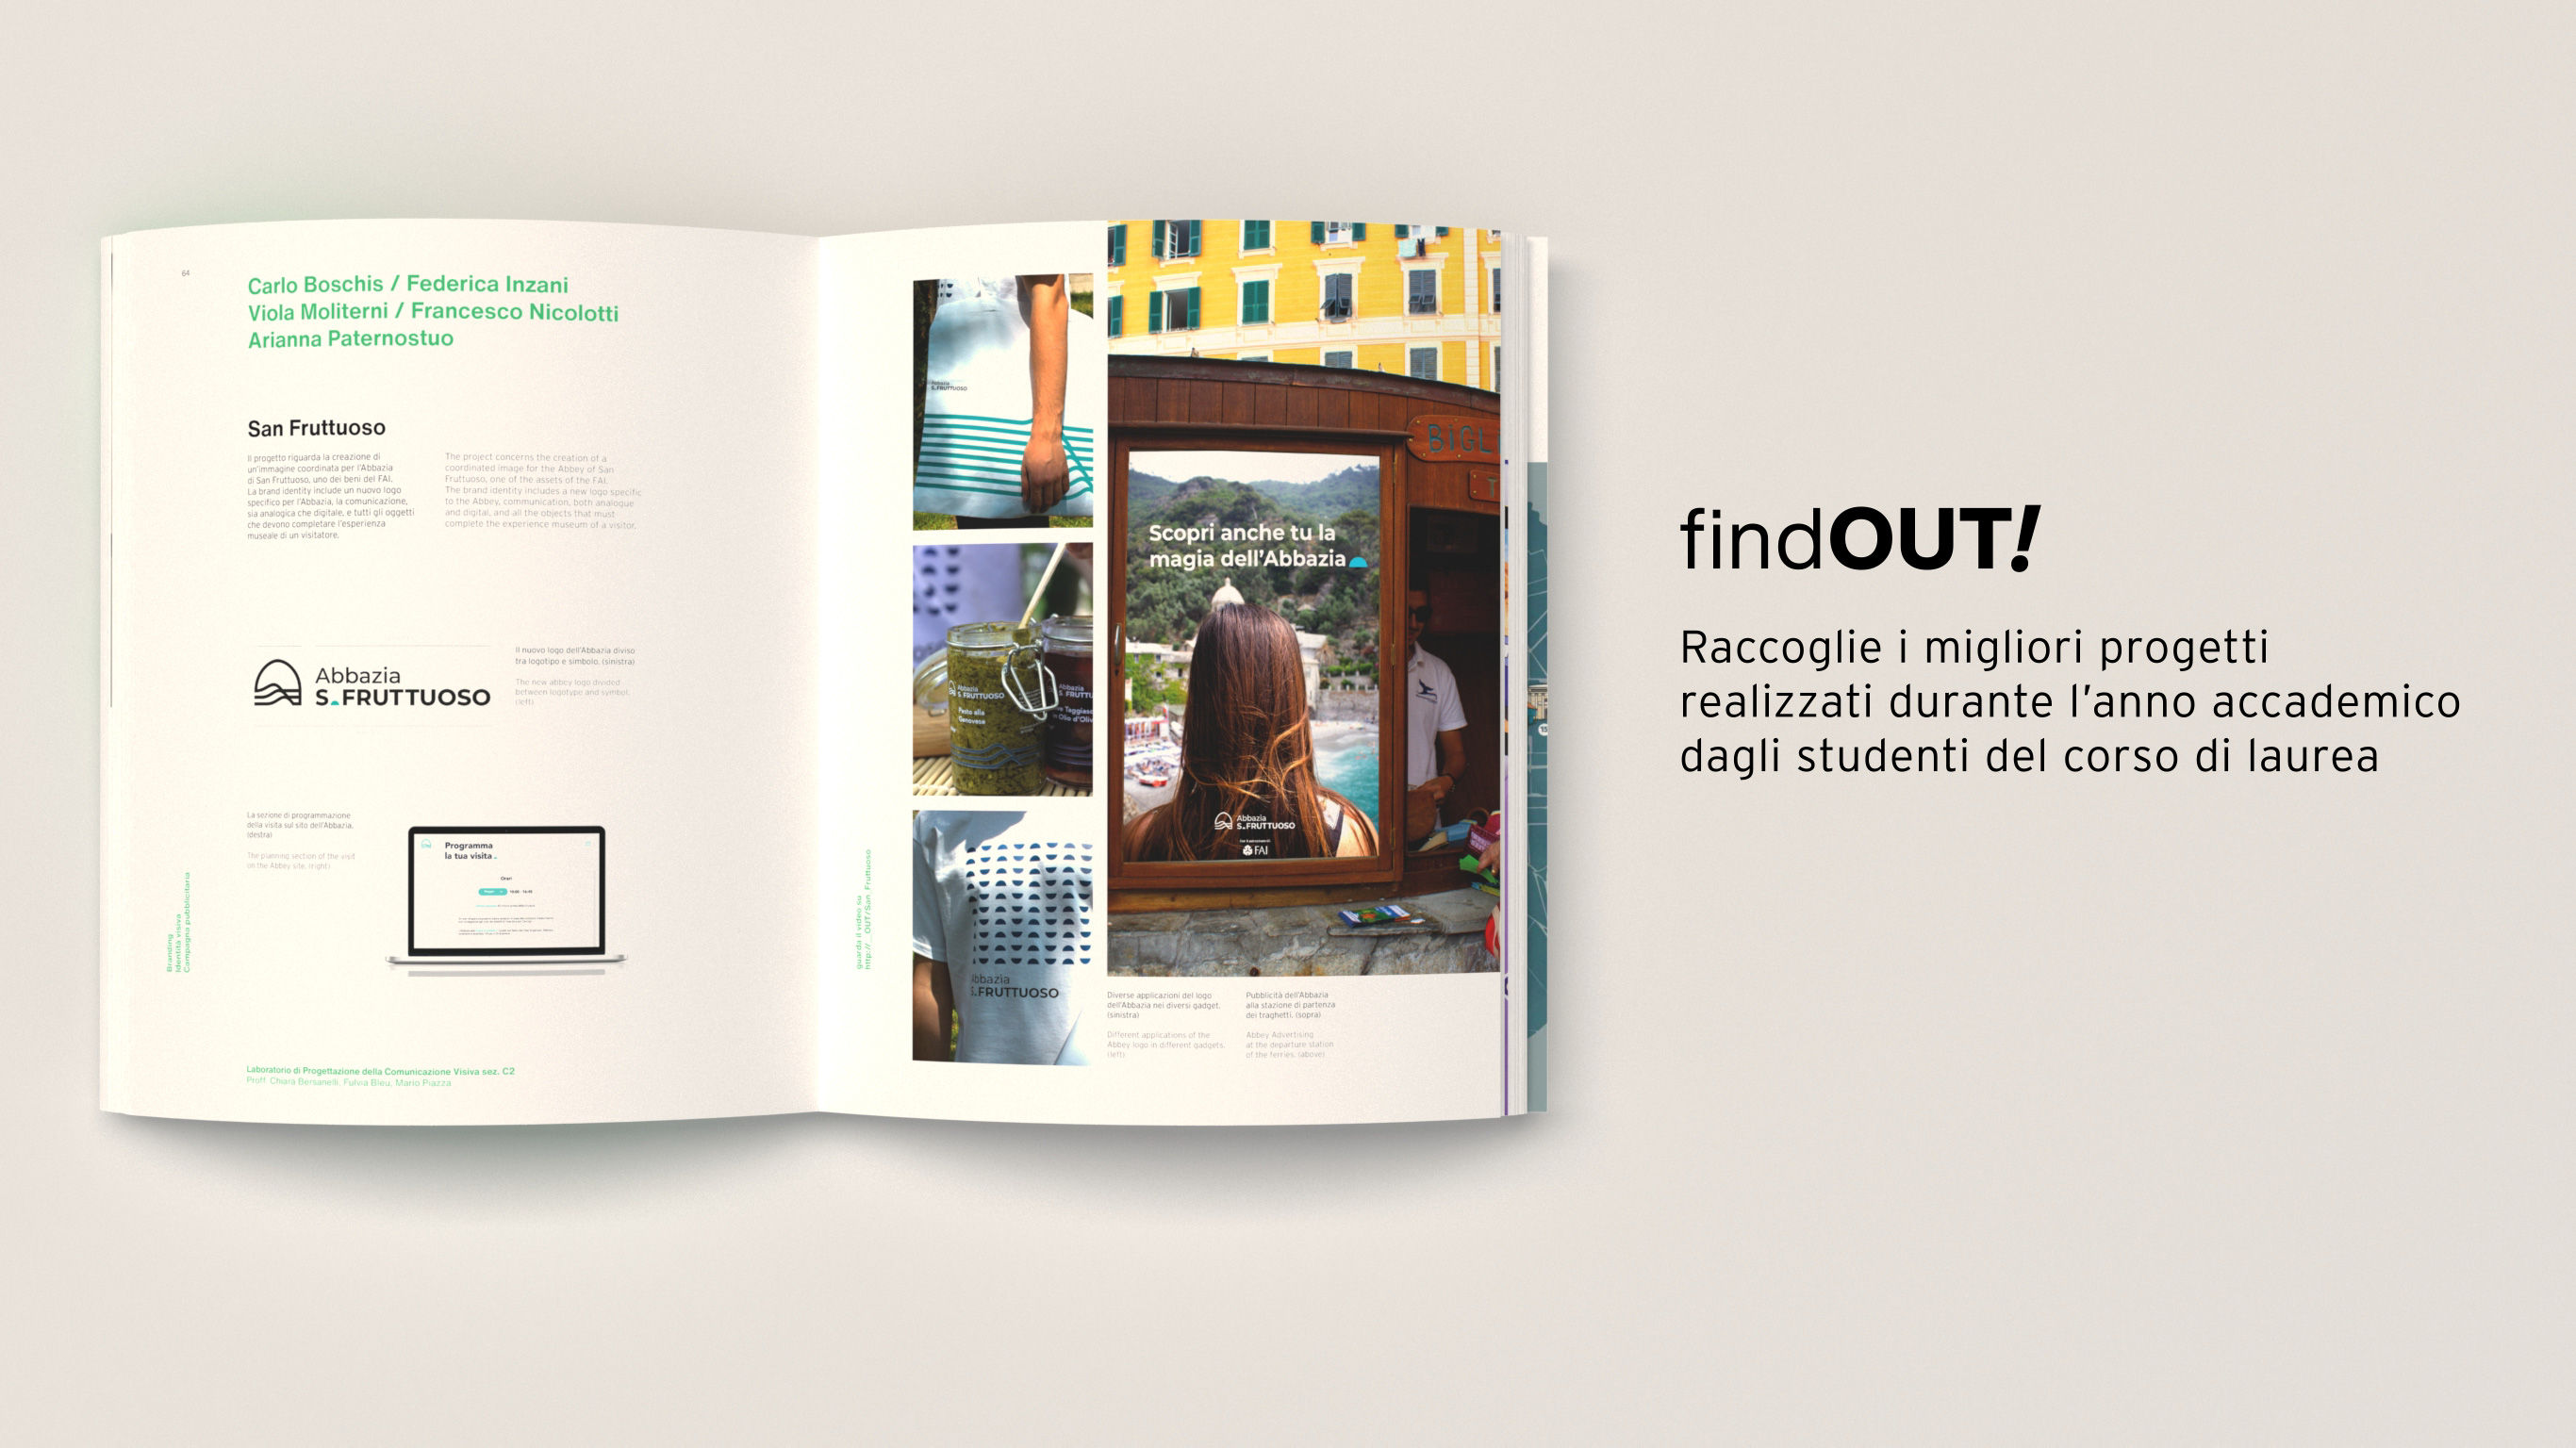 64
Carlo Boschis / Federica Inzani
Viola Moliterni / Francesco Nicolotti
Arianna Paternostuo
San Fruttuoso
Il progetto riguarda la creazione di
un'immagine coordinata per l'Abbazia
di San Fruttuoso, uno dei beni del FAI.
La brand identity include un nuovo logo
specifico per l'Abbazia, la comunicazione,
sia analogica che digitale, e tutti gli oggetti
che devono completare l'esperienza
museale di un visitatore.
The project concerns the creation of a
coordinated image for the Abbey of San
Fruttuoso, one of the assets of the FAI.
The brand identity includes a new logo specific
to the Abbey, communication, both analogue
and digital, and all the objects that must
complete the experience museum of a visitor.
Abbazia
S.FRUTTUOSO
Il nuovo logo dell'Abbazia diviso
tra logotipo e simbolo. (sinistra)
The new abbey logo divided
between logotype and symbol.
(left)
La sezione di programmazione
della visita sul sito dell'Abbazia.
(destra)
The planning section of the visit
on the Abbey site. (right)
Programma
la tua visita
Orari
Branding
Identità visiva
Campagna pubblicitaria
Laboratorio di Progettazione della Comunicazione Visiva sez. C2
Proff. Chiara Bersanelli, Fulvia Bleu, Mario Piazza
guarda il video su
http://__OUT/San_Fruttuoso
Abbazia
S.FRUTTUOSO
Abbazia
S.FRUTTUOSO
Pesto alla
Genovese
Abbazia
S.FRUTTU
Taggiasc
Olio d'Oliv
bbazia
S.FRUTTUOSO
BIGL
T
Scopri anche tu la
magia dell'Abbazia
Abbazia
S.FRUTTUOSO
FAI
Diverse applicazioni del logo
dell'Abbazia nei diversi gadget.
(sinistra)
Different applications of the
Abbey logo in different gadgets.
(left)
Pubblicità dell'Abbazia
alla stazione di partenza
dei traghetti. (sopra)
Abbey Advertising
at the departure station
of the ferries. (above)
findOUT!
Raccoglie i migliori progetti
realizzati durante l'anno accademico
dagli studenti del corso di laurea